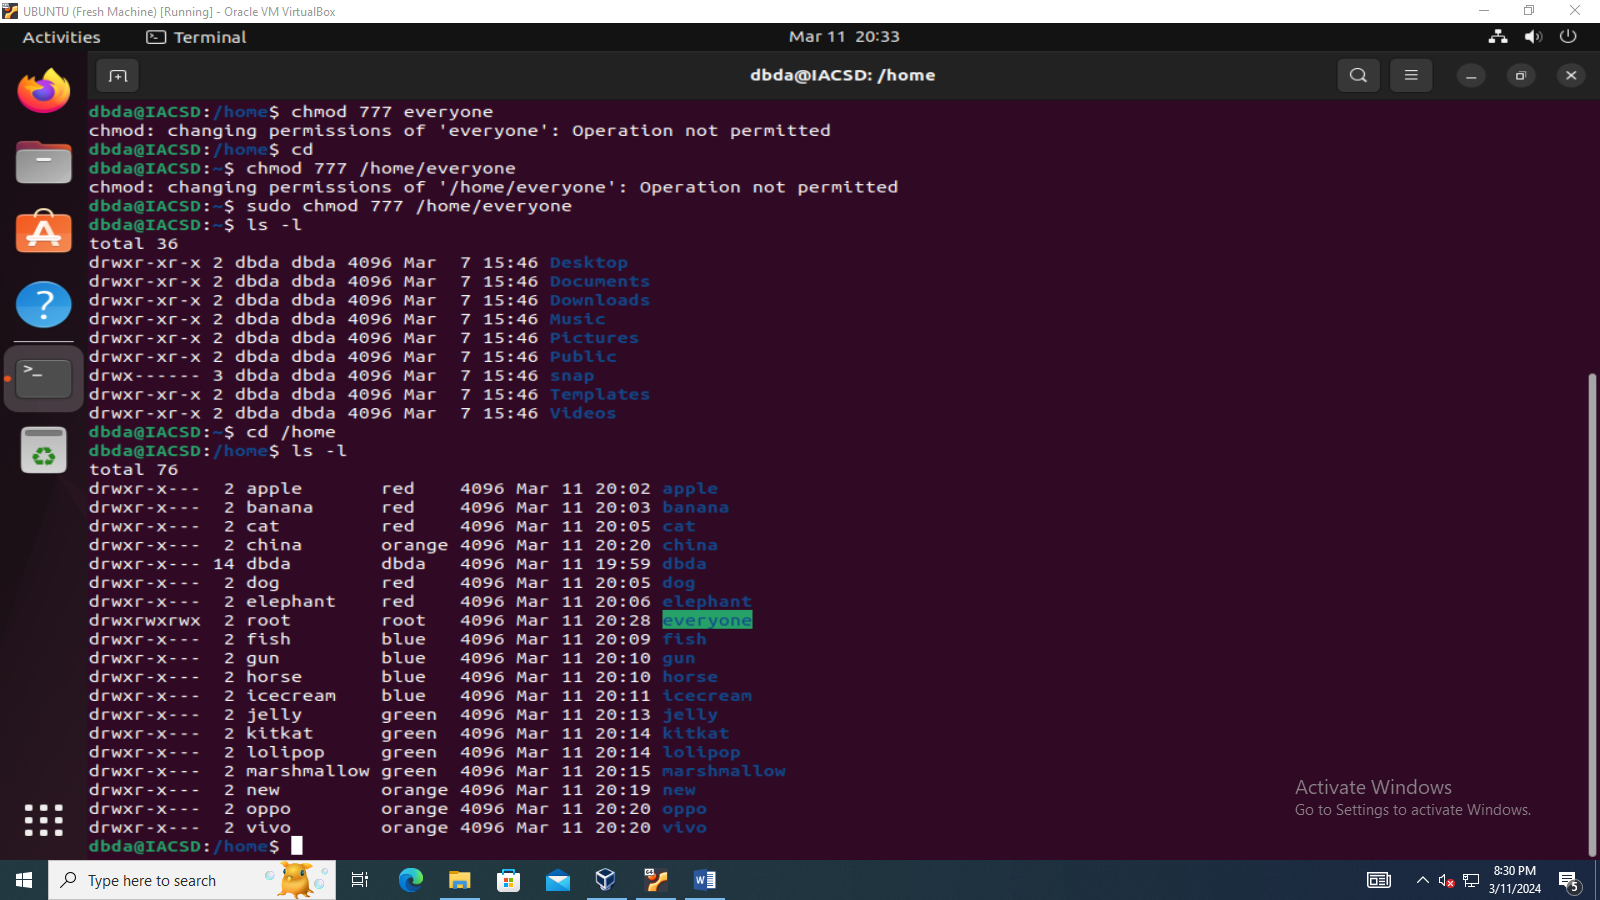 UBUNTU (Fresh Machine) [Running] - Oracle VM VirtualBox
Activities Terminal Mar 11 20:33
dbda@IACSD: /home
dbda@IACSD:/home$ chmod 777 everyone
chmod: changing permissions of 'everyone': Operation not permitted
dbda@IACSD:/home$ cd
dbda@IACSD:~$ chmod 777 /home/everyone
chmod: changing permissions of '/home/everyone': Operation not permitted
dbda@IACSD:~$ sudo chmod 777 /home/everyone
dbda@IACSD:~$ ls -l
total 36
drwxr-xr-x 2 dbda dbda 4096 Mar  7 15:46 Desktop
drwxr-xr-x 2 dbda dbda 4096 Mar  7 15:46 Documents
drwxr-xr-x 2 dbda dbda 4096 Mar  7 15:46 Downloads
drwxr-xr-x 2 dbda dbda 4096 Mar  7 15:46 Music
drwxr-xr-x 2 dbda dbda 4096 Mar  7 15:46 Pictures
drwxr-xr-x 2 dbda dbda 4096 Mar  7 15:46 Public
drwx------ 3 dbda dbda 4096 Mar  7 15:46 snap
drwxr-xr-x 2 dbda dbda 4096 Mar  7 15:46 Templates
drwxr-xr-x 2 dbda dbda 4096 Mar  7 15:46 Videos
dbda@IACSD:~$ cd /home
dbda@IACSD:/home$ ls -l
total 76
drwxr-x---  2 apple       red    4096 Mar 11 20:02 apple
drwxr-x---  2 banana      red    4096 Mar 11 20:03 banana
drwxr-x---  2 cat         red    4096 Mar 11 20:05 cat
drwxr-x---  2 china       orange 4096 Mar 11 20:20 china
drwxr-x--- 14 dbda        dbda   4096 Mar 11 19:59 dbda
drwxr-x---  2 dog         red    4096 Mar 11 20:05 dog
drwxr-x---  2 elephant    red    4096 Mar 11 20:06 elephant
drwxrwxrwx  2 root        root   4096 Mar 11 20:28 everyone
drwxr-x---  2 fish        blue   4096 Mar 11 20:09 fish
drwxr-x---  2 gun         blue   4096 Mar 11 20:10 gun
drwxr-x---  2 horse       blue   4096 Mar 11 20:10 horse
drwxr-x---  2 icecream    blue   4096 Mar 11 20:11 icecream
drwxr-x---  2 jelly       green  4096 Mar 11 20:13 jelly
drwxr-x---  2 kitkat      green  4096 Mar 11 20:14 kitkat
drwxr-x---  2 lolipop     green  4096 Mar 11 20:14 lolipop
drwxr-x---  2 marshmallow green  4096 Mar 11 20:15 marshmallow
drwxr-x---  2 new         orange 4096 Mar 11 20:19 new
drwxr-x---  2 oppo        orange 4096 Mar 11 20:20 oppo
drwxr-x---  2 vivo        orange 4096 Mar 11 20:20 vivo
dbda@IACSD:/home$
Activate Windows
Go to Settings to activate Windows.
Type here to search
8:30 PM
3/11/2024
5